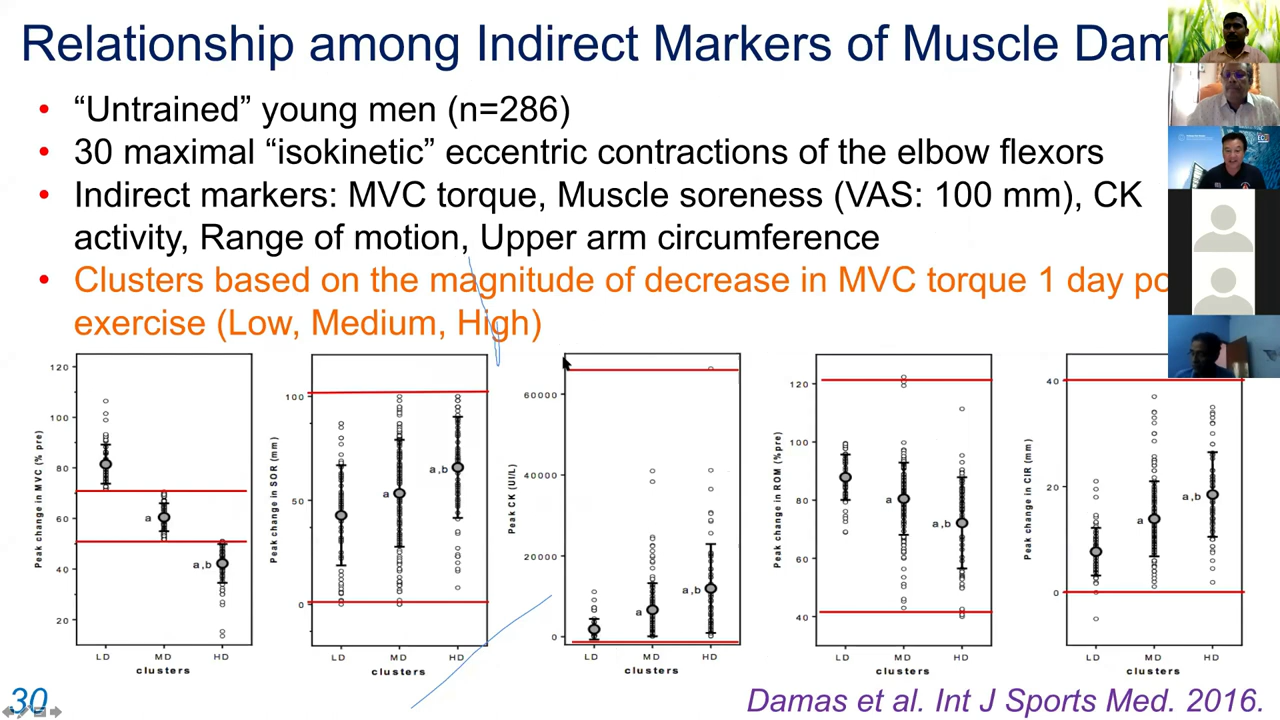 Relationship among Indirect Markers of Muscle Dam
• “Untrained” young men (n=286)
• 30 maximal “isokinetic” eccentric contractions of the elbow flexors
• Indirect markers: MVC torque, Muscle soreness (VAS: 100 mm), CK
activity, Range of motion, Upper arm circumference
• Clusters based on the magnitude of decrease in MVC torque 1 day po
exercise (Low, Medium, High)
Peak change in MVC (% pre)
120
100
80
60
40
20
a
a,b
LD MD HD
clusters
Peak change in SOR (mm)
100
50
0
a
a,b
LD MD HD
clusters
Peak CK (UI/L)
60000
40000
20000
0
a
a,b
LD MD HD
clusters
Peak change in ROM (%pre)
120
100
80
60
40
a
a,b
LD MD HD
clusters
Peak change in CIR (mm)
40
20
0
a
a,b
LD MD HD
clusters
30
Damas et al. Int J Sports Med. 2016.